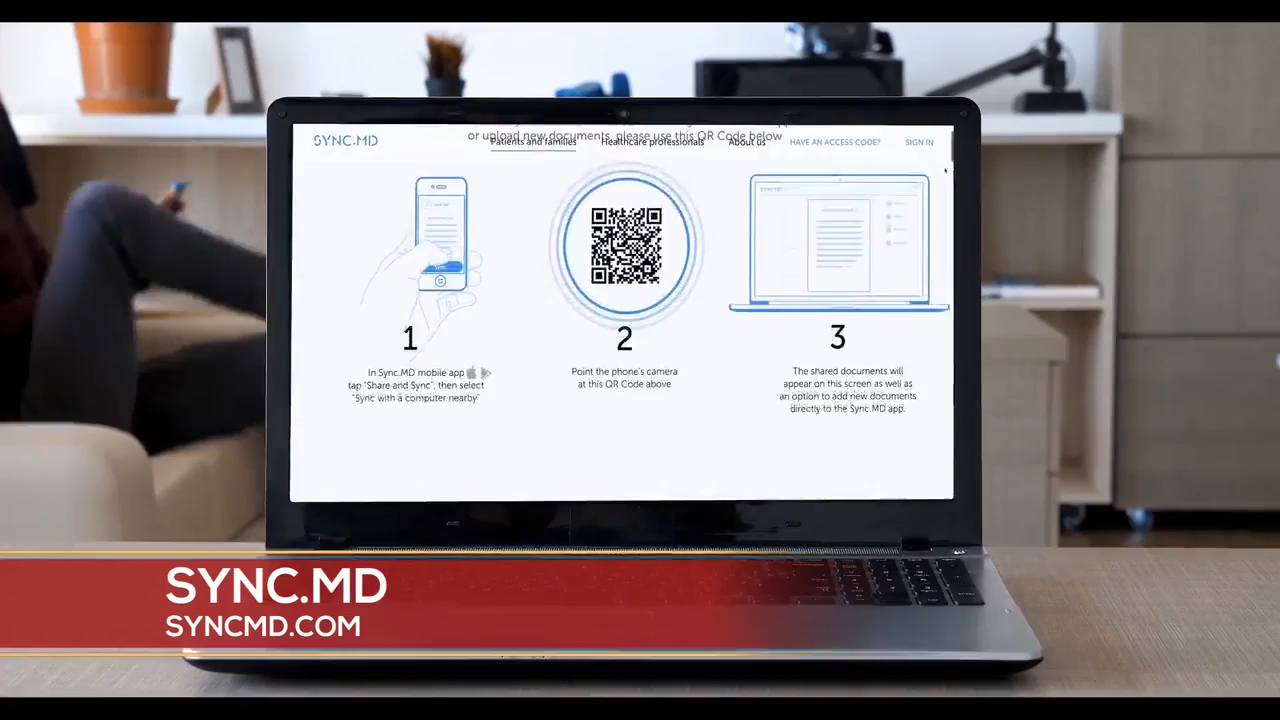 or upload new documents, please use this QR Code below
SYNC.MD
Patients and families
Healthcare professionals
About us
HAVE AN ACCESS CODE?
SIGN IN
1
In Sync.MD mobile app
tap "Share and Sync", then select
"Sync with a computer nearby"
2
Point the phone's camera
at this QR Code above
3
The shared documents will
appear on this screen as well as
an option to add new documents
directly to the Sync.MD app.
SYNC.MD
SYNCMD.COM